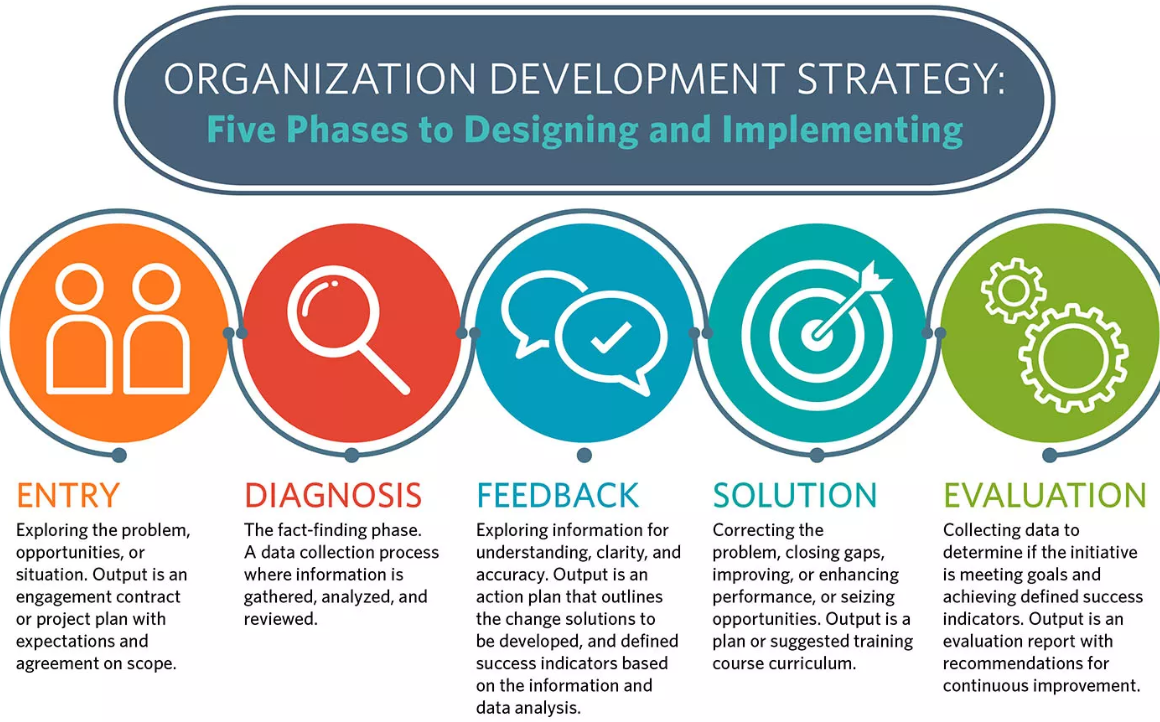 ORGANIZATION DEVELOPMENT STRATEGY:
Five Phases to Designing and Implementing
ENTRY
Exploring the problem,
opportunities, or
situation. Output is an
engagement contract
or project plan with
expectations and
agreement on scope.
DIAGNOSIS
The fact-finding phase.
A data collection process
where information is
gathered, analyzed, and
reviewed.
FEEDBACK
Exploring information for
understanding, clarity, and
accuracy. Output is an
action plan that outlines
the change solutions to
be developed, and defined
success indicators based
on the information and
data analysis.
SOLUTION
Correcting the
problem, closing gaps,
improving, or enhancing
performance, or seizing
opportunities. Output is a
plan or suggested training
course curriculum.
EVALUATION
Collecting data to
determine if the initiative
is meeting goals and
achieving defined success
indicators. Output is an
evaluation report with
recommendations for
continuous improvement.